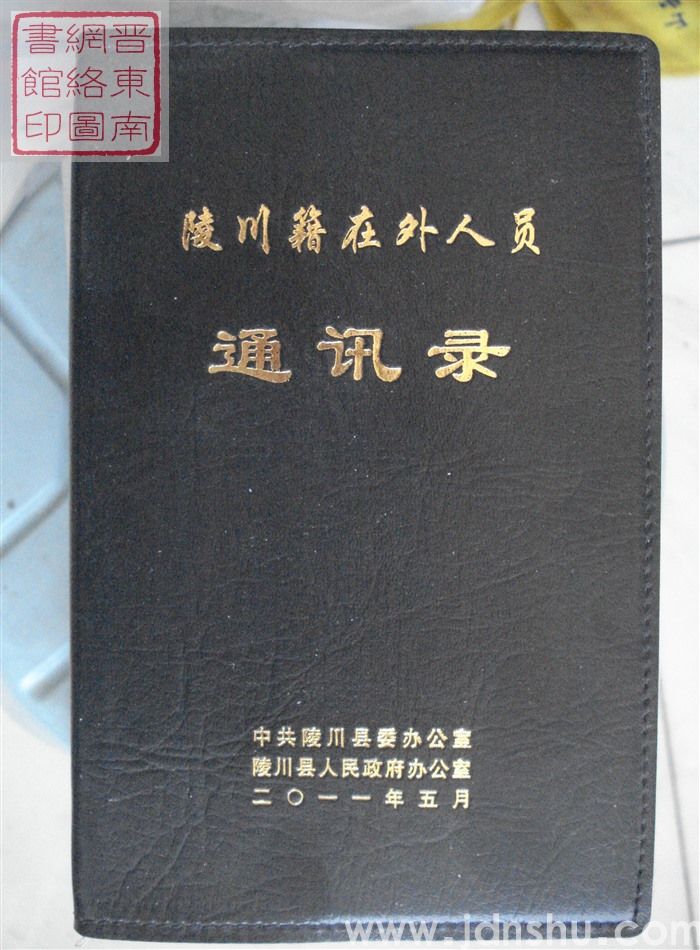 晋東南
網絡圖
書館印
陵川籍在外人员
通讯录
中共陵川县委办公室
陵川县人民政府办公室
二〇一一年五月
www.jdnshu.com